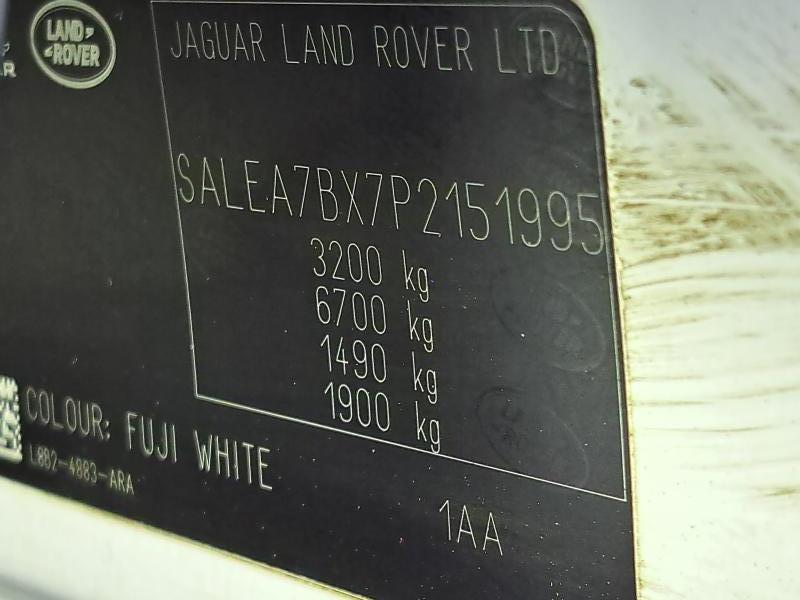 LAND-
-ROVER
JAGUAR LAND ROVER LTD
SALEA7BX7P2151995
3200 kg
6700 kg
1490 kg
1900 kg
COLOUR: FUJI WHITE
L8B2-4883-ARA
1AA